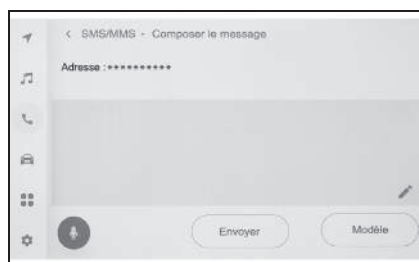 < SMS/MMS - Composer le message
Adresse :**********
Envoyer
Modèle